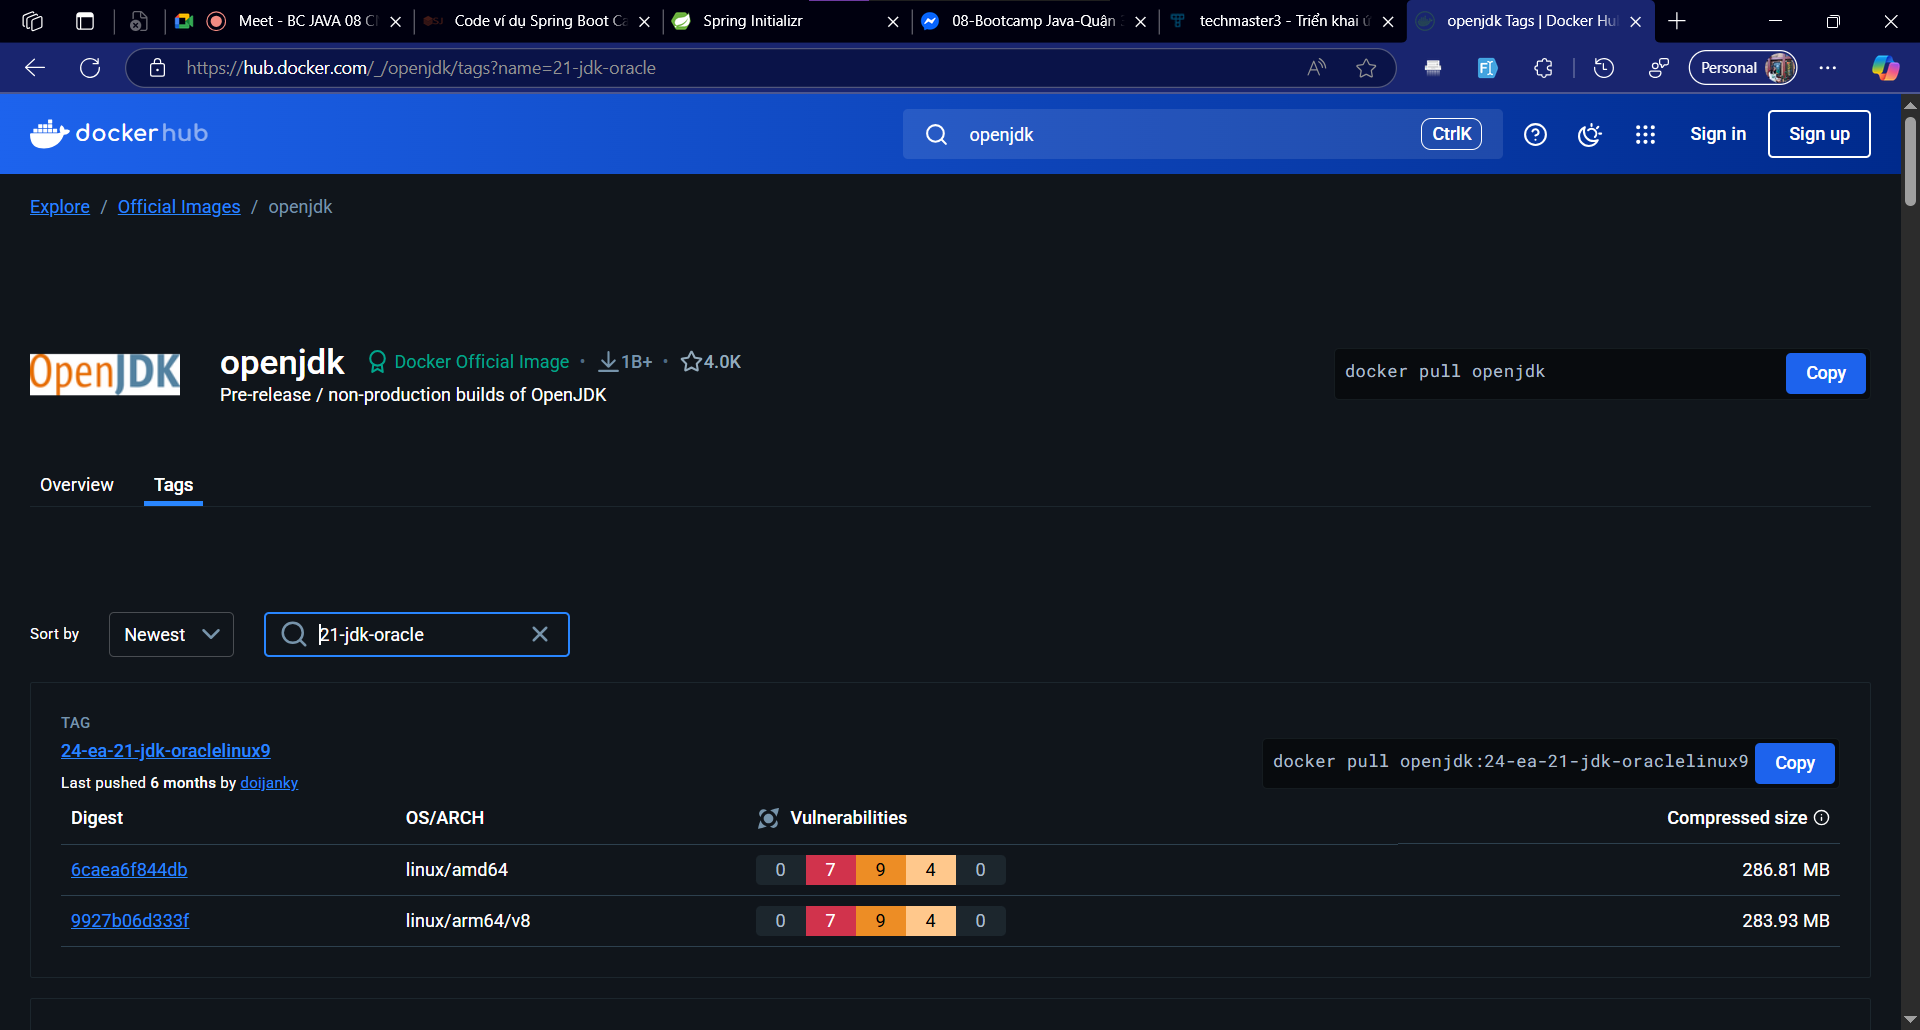 Meet - BC JAVA 08 C
Code ví dụ Spring Boot C
Spring Initializr
08-Bootcamp Java-Quân
techmaster3 - Triển khai
openjdk Tags | Docker Hu
https://hub.docker.com/_/openjdk/tags?name=21-jdk-oracle
Personal
dockerhub
openjdk
CtrlK
Sign in
Sign up
Explore / Official Images / openjdk
OpenJDK
openjdk
Docker Official Image · 1B+ · 4.0K
Pre-release / non-production builds of OpenJDK
docker pull openjdk
Copy
Overview
Tags
Sort by
Newest
21-jdk-oracle
TAG
24-ea-21-jdk-oraclelinux9
Last pushed 6 months by doijanky
docker pull openjdk:24-ea-21-jdk-oraclelinux9
Copy
Digest OS/ARCH Vulnerabilities Compressed size
6caea6f844db linux/amd64 0 7 9 4 0 286.81 MB
9927b06d333f linux/arm64/v8 0 7 9 4 0 283.93 MB